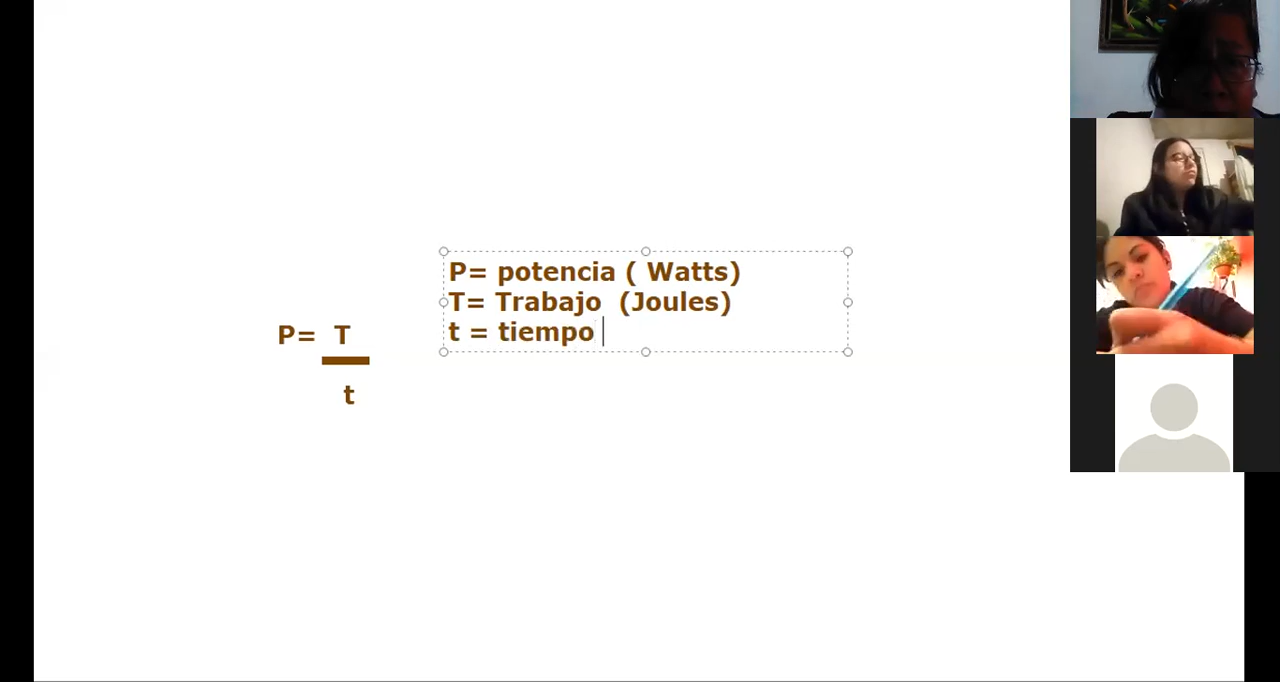 P= potencia ( Watts)
T= Trabajo (Joules)
t = tiempo
P= T
t